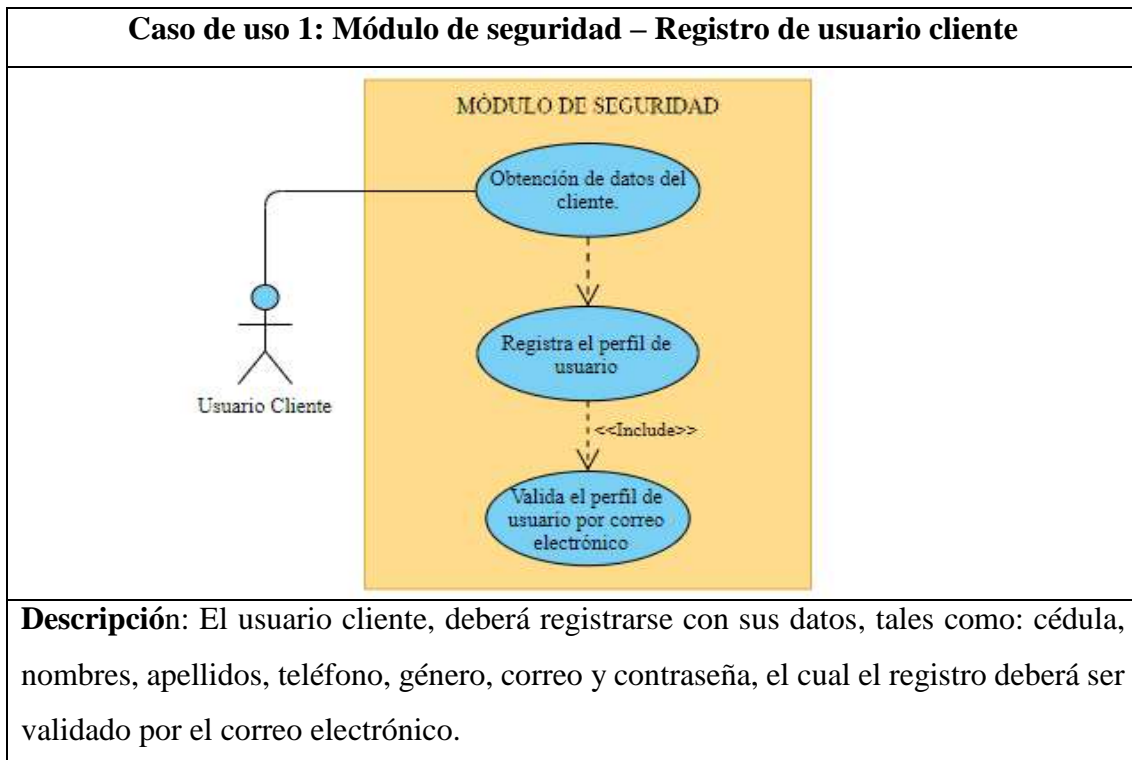 Caso de uso 1: Módulo de seguridad – Registro de usuario cliente
MÓDULO DE SEGURIDAD
Obtención de datos del
cliente.
Registra el perfil de
usuario
Usuario Cliente
<<Include>>
Valida el perfil de
usuario por correo
electrónico
Descripción: El usuario cliente, deberá registrarse con sus datos, tales como: cédula,
nombres, apellidos, teléfono, género, correo y contraseña, el cual el registro deberá ser
validado por el correo electrónico.